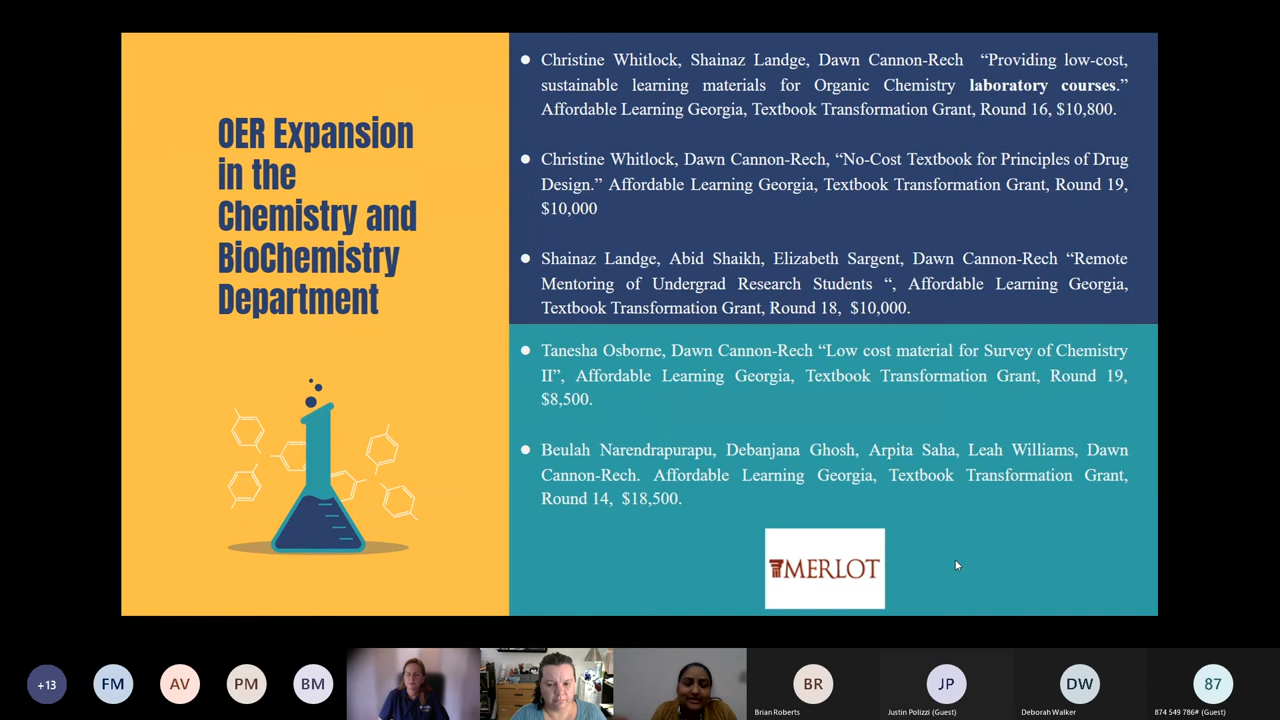 OER Expansion
in the
Chemistry and
BioChemistry
Department
● Christine Whitlock, Shainaz Landge, Dawn Cannon-Rech “Providing low-cost,
sustainable learning materials for Organic Chemistry laboratory courses.”
Affordable Learning Georgia, Textbook Transformation Grant, Round 16, $10,800.
● Christine Whitlock, Dawn Cannon-Rech, “No-Cost Textbook for Principles of Drug
Design.” Affordable Learning Georgia, Textbook Transformation Grant, Round 19,
$10,000
● Shainaz Landge, Abid Shaikh, Elizabeth Sargent, Dawn Cannon-Rech “Remote
Mentoring of Undergrad Research Students “, Affordable Learning Georgia,
Textbook Transformation Grant, Round 18, $10,000.
● Tanesha Osborne, Dawn Cannon-Rech “Low cost material for Survey of Chemistry
II”, Affordable Learning Georgia, Textbook Transformation Grant, Round 19,
$8,500.
● Beulah Narendrapurapu, Debanjana Ghosh, Arpita Saha, Leah Williams, Dawn
Cannon-Rech. Affordable Learning Georgia, Textbook Transformation Grant,
Round 14, $18,500.
MERLOT
+13
FM
AV
PM
BM
BR
JP
DW
87
Brian Roberts
Justin Polizzi (Guest)
Deborah Walker
874 549 786# (Guest)